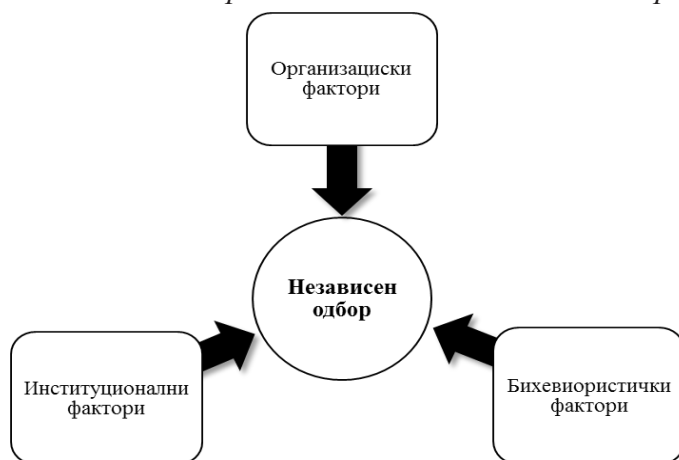 Организациски
фактори
Независен
одбор
Институционални
фактори
Бихевиористички
фактори